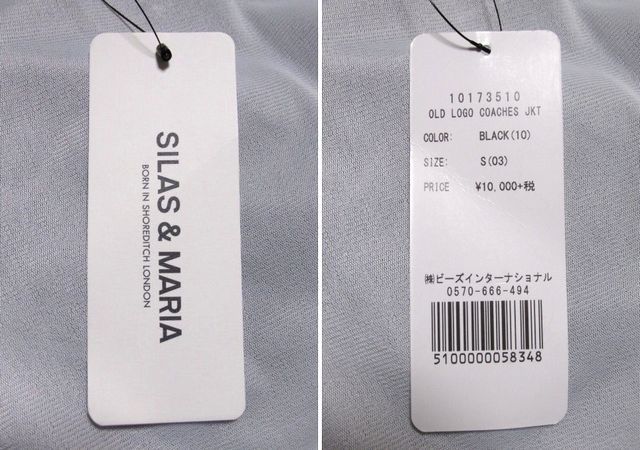 SILAS & MARIA
BORN IN SHOREDITCH LONDON
10173510
OLD LOGO COACHES JKT
COLOR: BLACK(10)
SIZE: S(03)
PRICE ¥10,000+税
㈱ビーズインターナショナル
0570-666-494
5100000058348